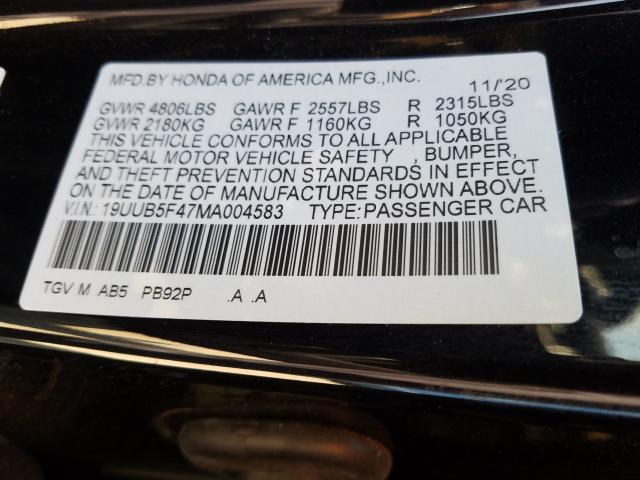 MFD.BY HONDA OF AMERICA MFG.,INC. 11/'20
GVWR 4806LBS GAWR F 2557LBS R 2315LBS
GVWR 2180KG GAWR F 1160KG R 1050KG
THIS VEHICLE CONFORMS TO ALL APPLICABLE
FEDERAL MOTOR VEHICLE SAFETY , BUMPER,
AND THEFT PREVENTION STANDARDS IN EFFECT
ON THE DATE OF MANUFACTURE SHOWN ABOVE.
V.I.N.: 19UUB5F47MA004583 TYPE:PASSENGER CAR
TGV M AB5 PB92P .A .A